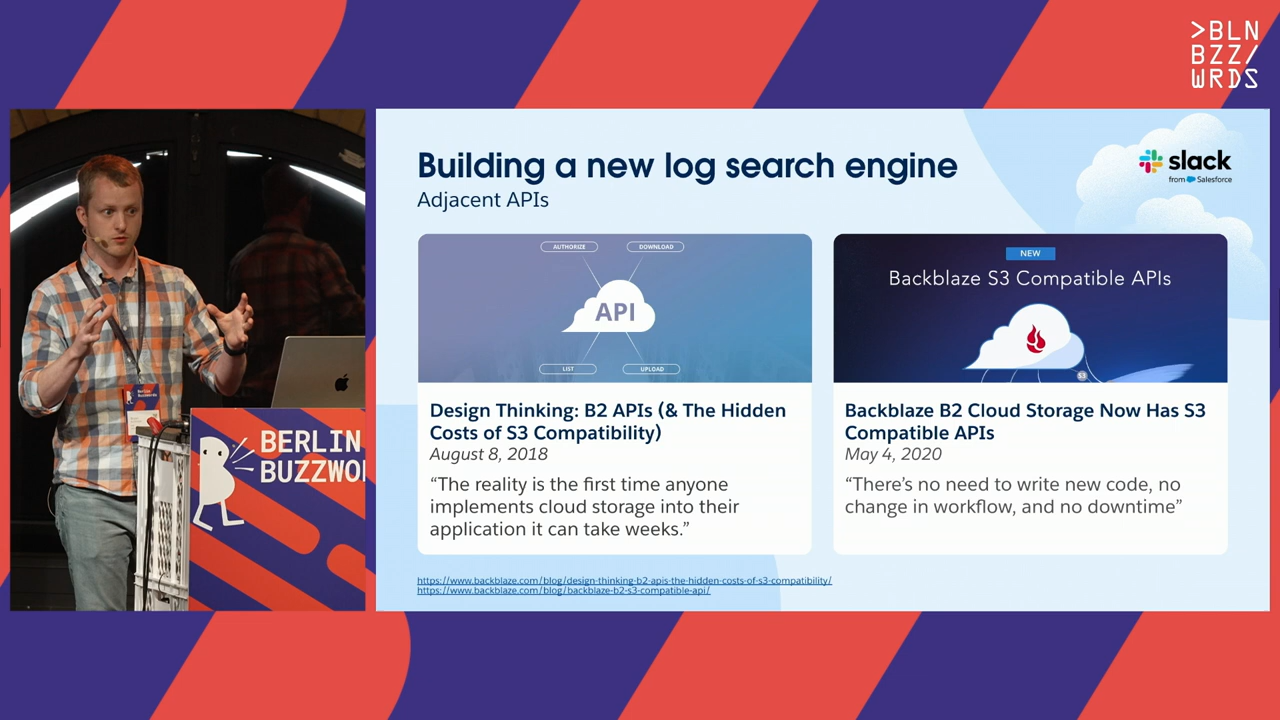 >BLN
BZZ/
WRDS
Building a new log search engine
Adjacent APIs
slack
from Salesforce
AUTHORIZE
DOWNLOAD
API
LIST
UPLOAD
NEW
Backblaze S3 Compatible APIs
S3
Design Thinking: B2 APIs (& The Hidden
Costs of S3 Compatibility)
August 8, 2018
“The reality is the first time anyone
implements cloud storage into their
application it can take weeks.”
Backblaze B2 Cloud Storage Now Has S3
Compatible APIs
May 4, 2020
“There’s no need to write new code, no
change in workflow, and no downtime”
https://www.backblaze.com/blog/design-thinking-b2-apis-the-hidden-costs-of-s3-compatibility/
https://www.backblaze.com/blog/backblaze-b2-s3-compatible-api/
BERLIN
BUZZWO